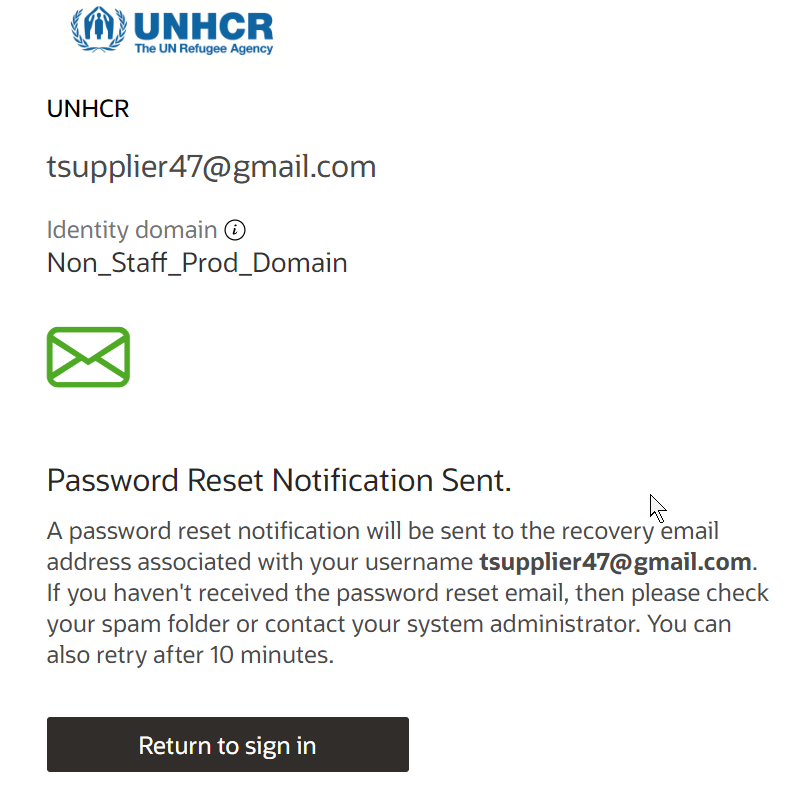 UNHCR
The UN Refugee Agency
UNHCR
tsupplier47@gmail.com
Identity domain
Non_Staff_Prod_Domain
Password Reset Notification Sent.
A password reset notification will be sent to the recovery email
address associated with your username tsupplier47@gmail.com.
If you haven't received the password reset email, then please check
your spam folder or contact your system administrator. You can
also retry after 10 minutes.
Return to sign in